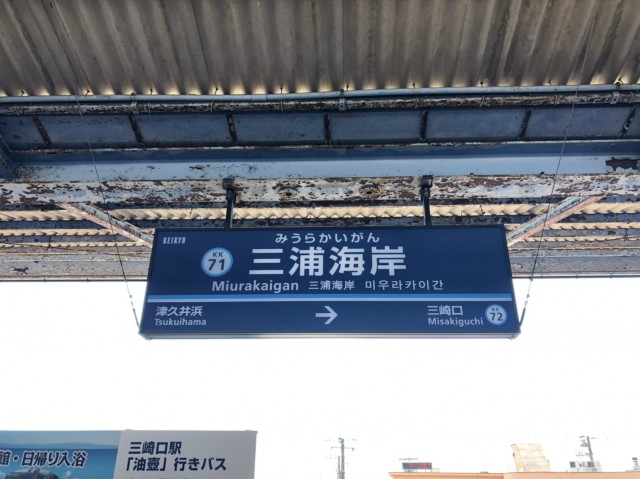 KEIKYU
みうらかいがん
KK
71
三浦海岸
Miurakaigan 三浦海岸 미우라카이간
津久井浜
Tsukuihama
→
三崎口
Misakiguchi
KK
72
館・日帰り入浴
三崎口駅
「油壺」行きバス